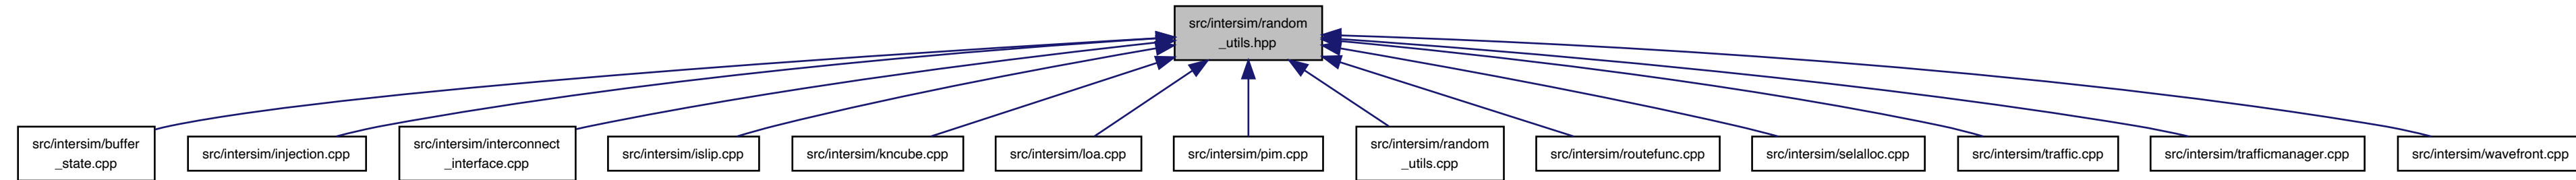 src/intersim/random
_utils.hpp
src/intersim/buffer
_state.cpp
src/intersim/injection.cpp
src/intersim/interconnect
_interface.cpp
src/intersim/islip.cpp
src/intersim/kncube.cpp
src/intersim/loa.cpp
src/intersim/pim.cpp
src/intersim/random
_utils.cpp
src/intersim/routefunc.cpp
src/intersim/selalloc.cpp
src/intersim/traffic.cpp
src/intersim/trafficmanager.cpp
src/intersim/wavefront.cpp